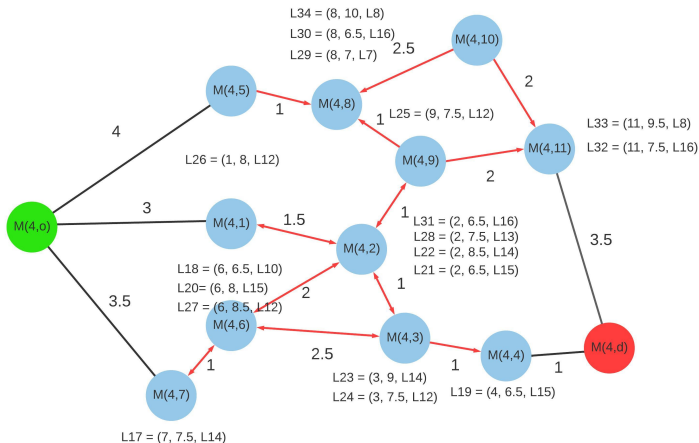 L34 = (8, 10, L8)
L30 = (8, 6.5, L16)
L29 = (8, 7, L7)
2.5
M(4,10)
2
M(4,5)
1
M(4,8)
1
L25 = (9, 7.5, L12)
4
L33 = (11, 9.5, L8)
L32 = (11, 7.5, L16)
M(4,11)
L26 = (1, 8, L12)
M(4,9)
2
3
1.5
1
M(4,o)
M(4,1)
M(4,2)
L31 = (2, 6.5, L16)
L28 = (2, 7.5, L13)
L22 = (2, 8.5, L14)
L21 = (2, 6.5, L15)
3.5
L18 = (6, 6.5, L10)
L20= (6, 8, L15)
L27 = (6, 8.5, L12)
2
1
3.5
M(4,6)
M(4,3)
M(4,4)
M(4,d)
2.5
1
1
1
L23 = (3, 9, L14)
L24 = (3, 7.5, L12)
L19 = (4, 6.5, L15)
M(4,7)
L17 = (7, 7.5, L14)